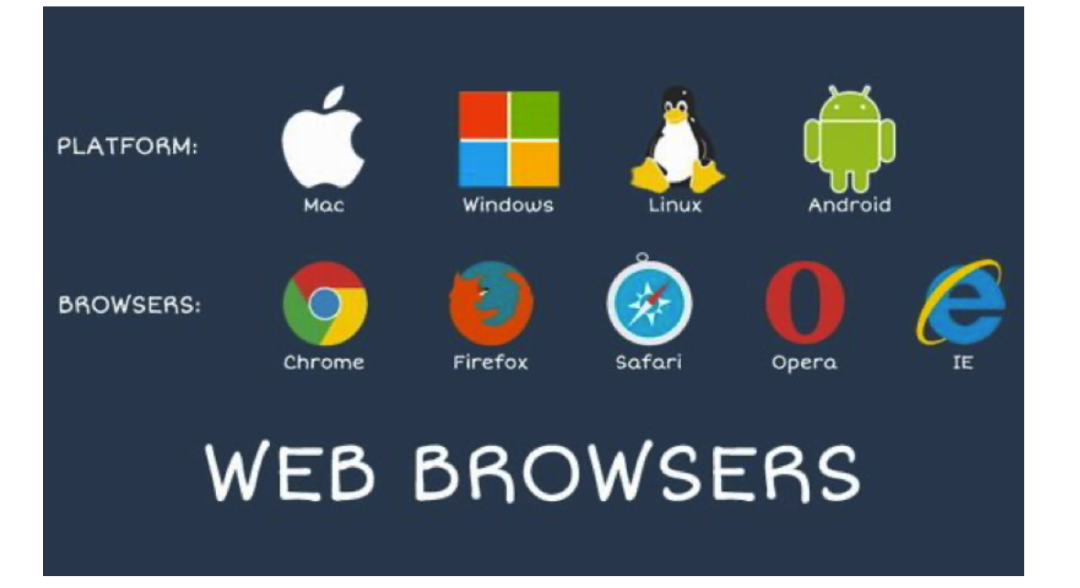 PLATFORM:
Mac Windows Linux Android
BROWSERS:
Chrome Firefox Safari Opera IE
WEB BROWSERS